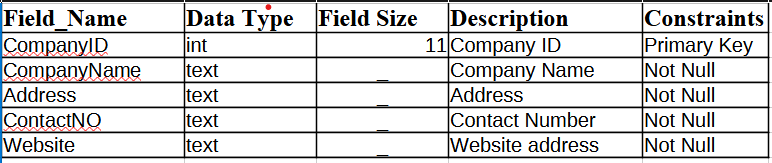 Field_Name Data Type Field Size Description Constraints
CompanyID int 11 Company ID Primary Key
CompanyName text _ Company Name Not Null
Address text _ Address Not Null
ContactNO text _ Contact Number Not Null
Website text _ Website address Not Null